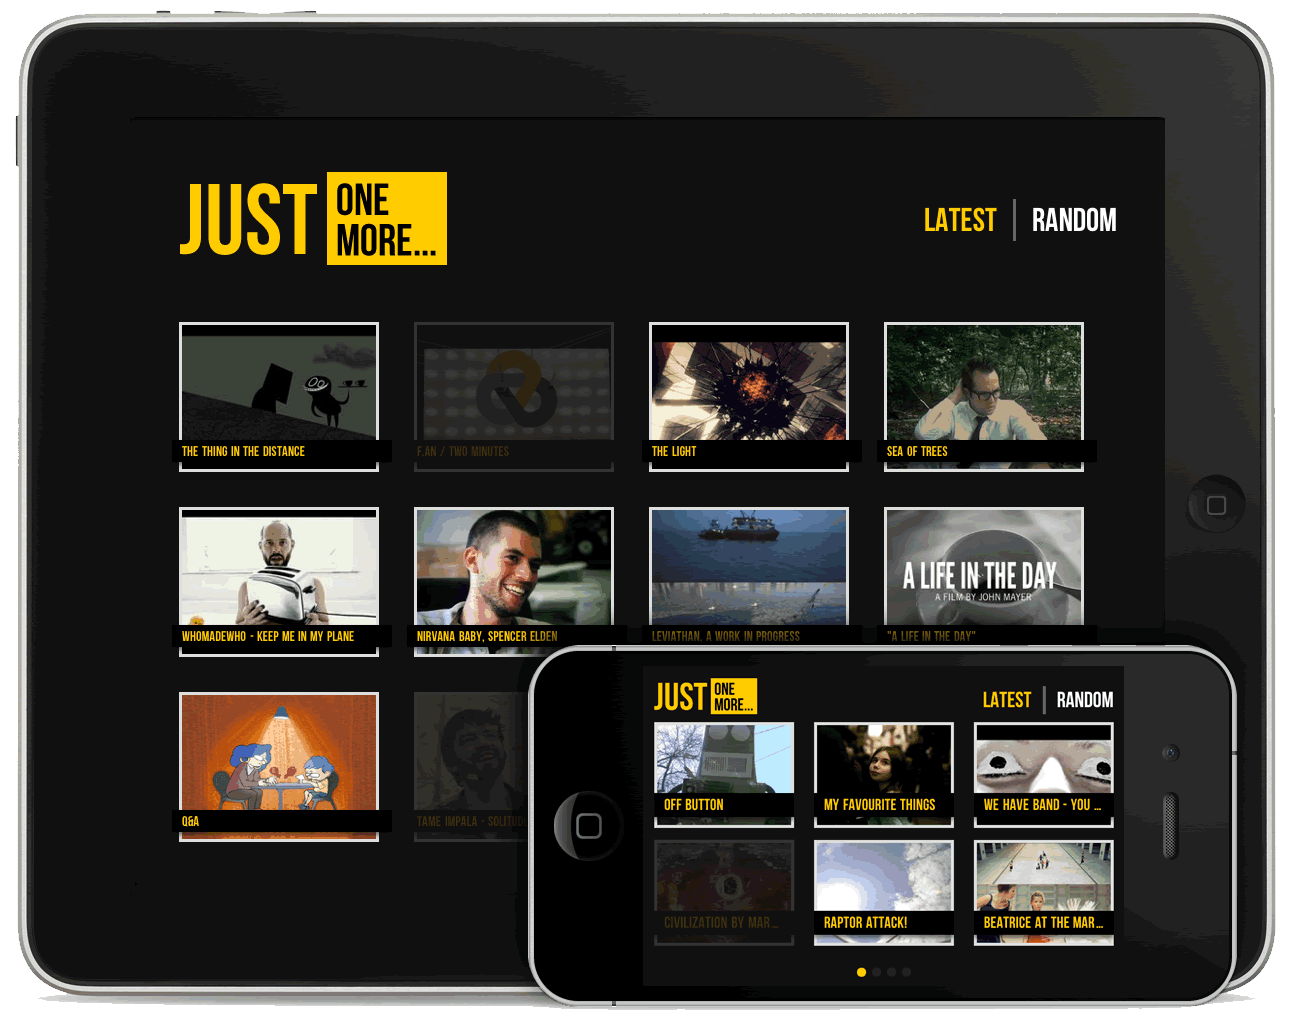 JUST
ONE
MORE...
LATEST
RANDOM
THE THING IN THE DISTANCE
F.AN / TWO MINUTES
THE LIGHT
SEA OF TREES
WHOMADEWHO - KEEP ME IN MY PLANE
NIRVANA BABY, SPENCER ELDEN
LEVIATHAN. A WORK IN PROGRESS
A LIFE IN THE DAY
A FILM BY JOHN MAYER
"A LIFE IN THE DAY"
Q&A
TAME IMPALA - SOLITUD
JUST
ONE
MORE...
LATEST
RANDOM
OFF BUTTON
MY FAVOURITE THINGS
WE HAVE BAND - YOU ...
CIVILIZATION BY MAR...
RAPTOR ATTACK!
BEATRICE AT THE MAR...